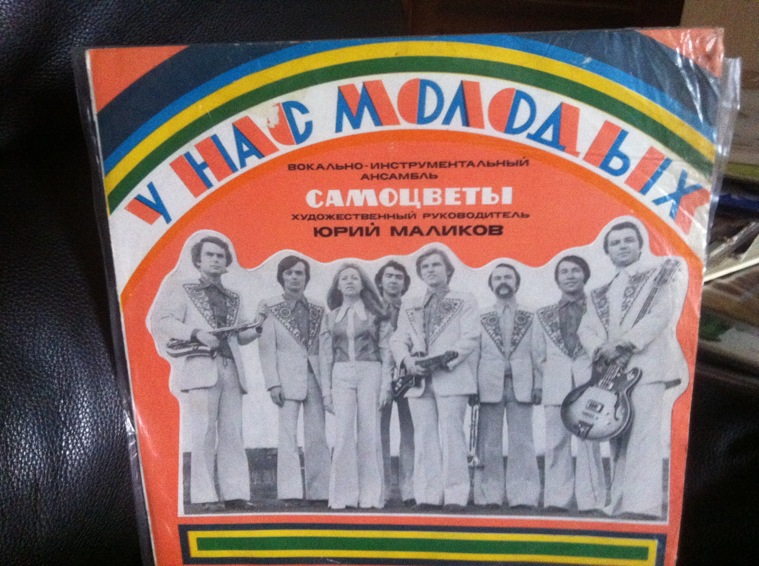 У НАС МОЛОДЫХ
ВОКАЛЬНО-ИНСТРУМЕНТАЛЬНЫЙ
АНСАМБЛЬ
САМОЦВЕТЫ
ХУДОЖЕСТВЕННЫЙ РУКОВОДИТЕЛЬ
ЮРИЙ МАЛИКОВ